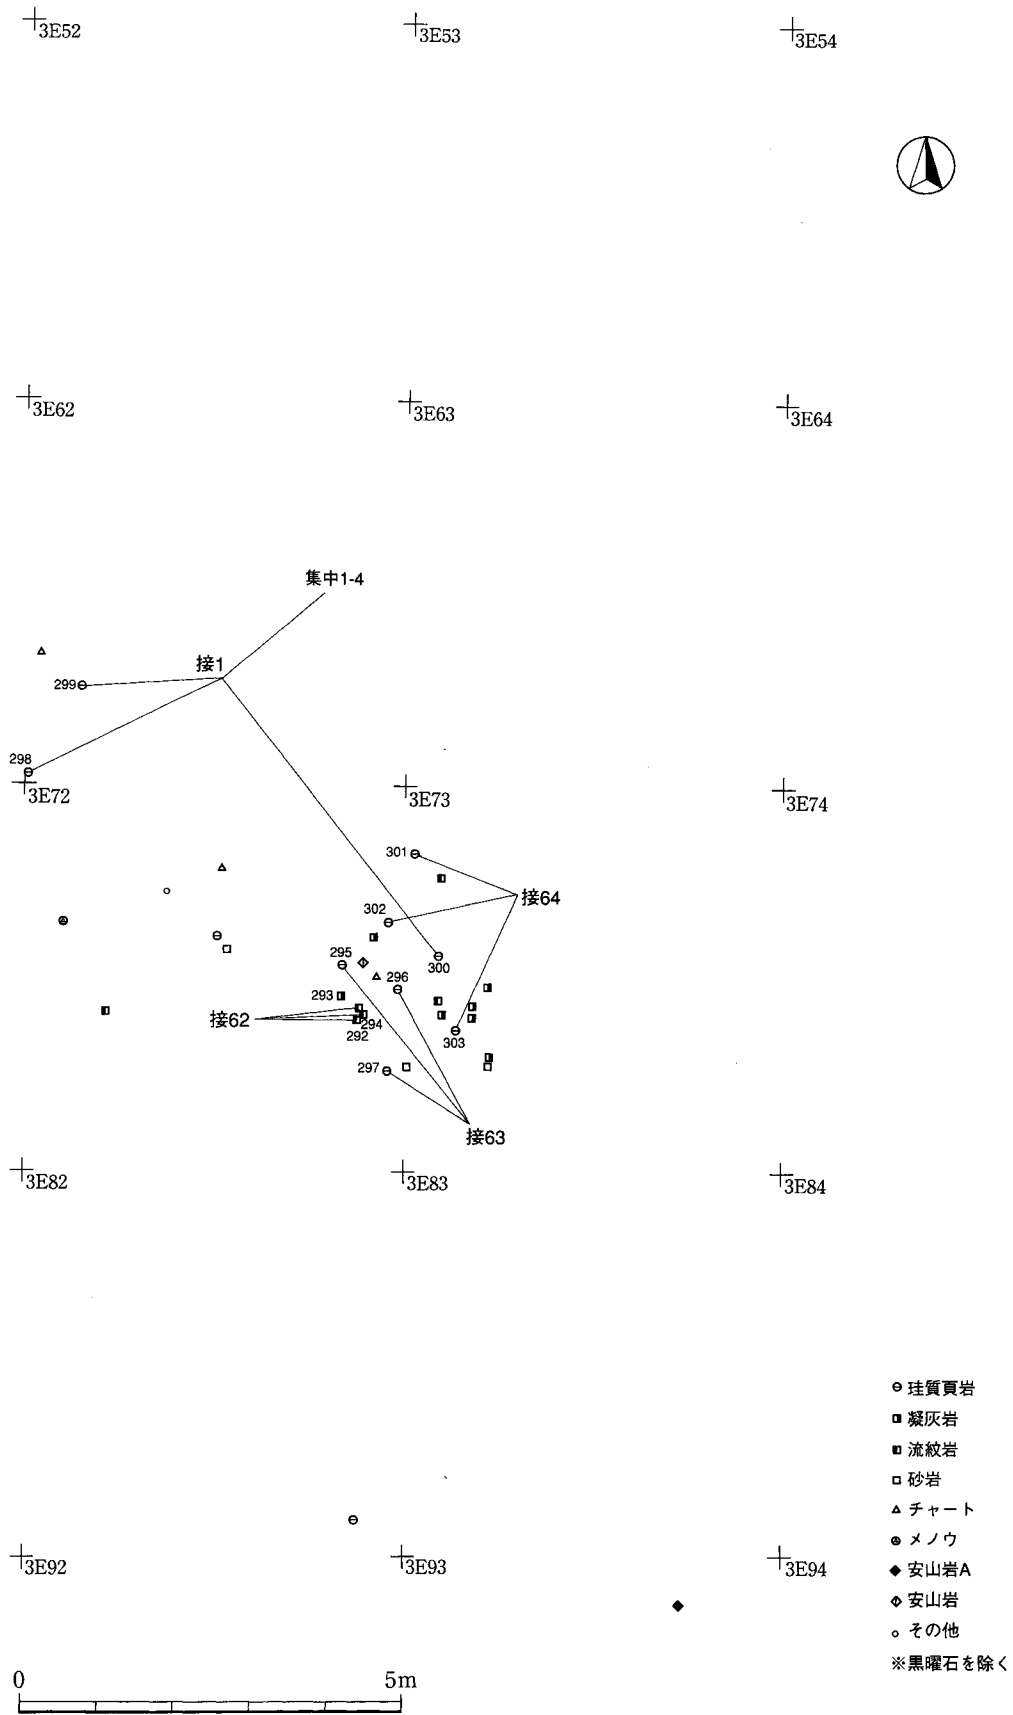 3E52
3E53
3E54
3E62
3E63
3E64
集中1-4
接1
299
298
3E72
3E73
3E74
301
接64
302
295
300
296
293
接62
294
292
303
297
接63
3E82
3E83
3E84
珪質頁岩
凝灰岩
流紋岩
砂岩
チャート
メノウ
安山岩A
安山岩
その他
※黒曜石を除く
3E92
3E93
3E94
0 5m